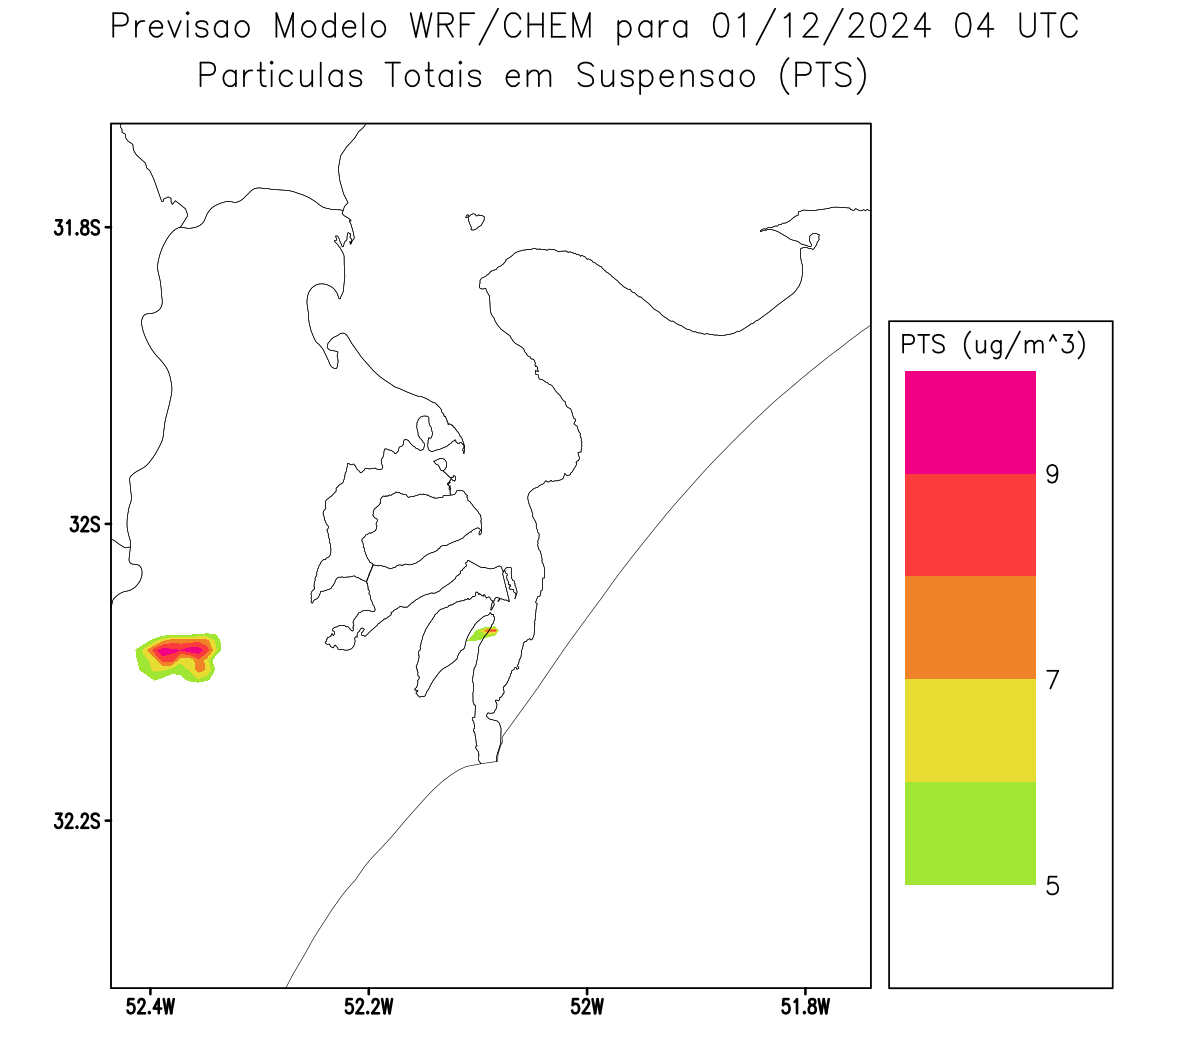 Previsao Modelo WRF/CHEM para 01/12/2024 04 UTC
Particulas Totais em Suspensao (PTS)
31.8S
32S
32.2S
52.4W
52.2W
52W
51.8W
PTS (ug/m^3)
9
7
5